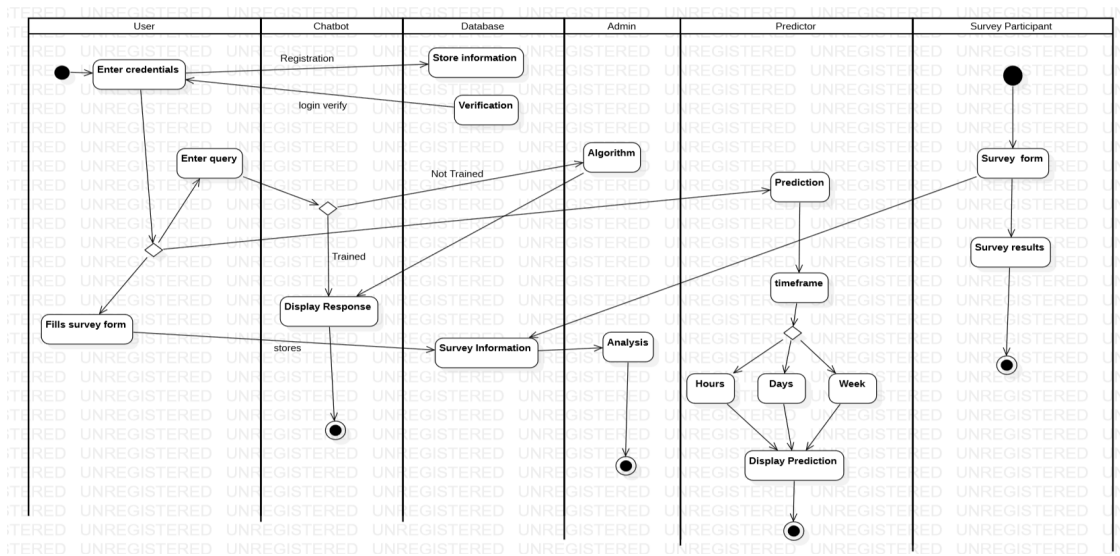 User
Chatbot
Database
Admin
Predictor
Survey Participant
Enter credentials
Registration
Store information
login verify
Verification
Enter query
Not Trained
Algorithm
Prediction
Survey  form
Trained
Survey results
Display Response
timeframe
Fills survey form
stores
Survey Information
Analysis
Hours
Days
Week
Display Prediction
UNREGISTERED